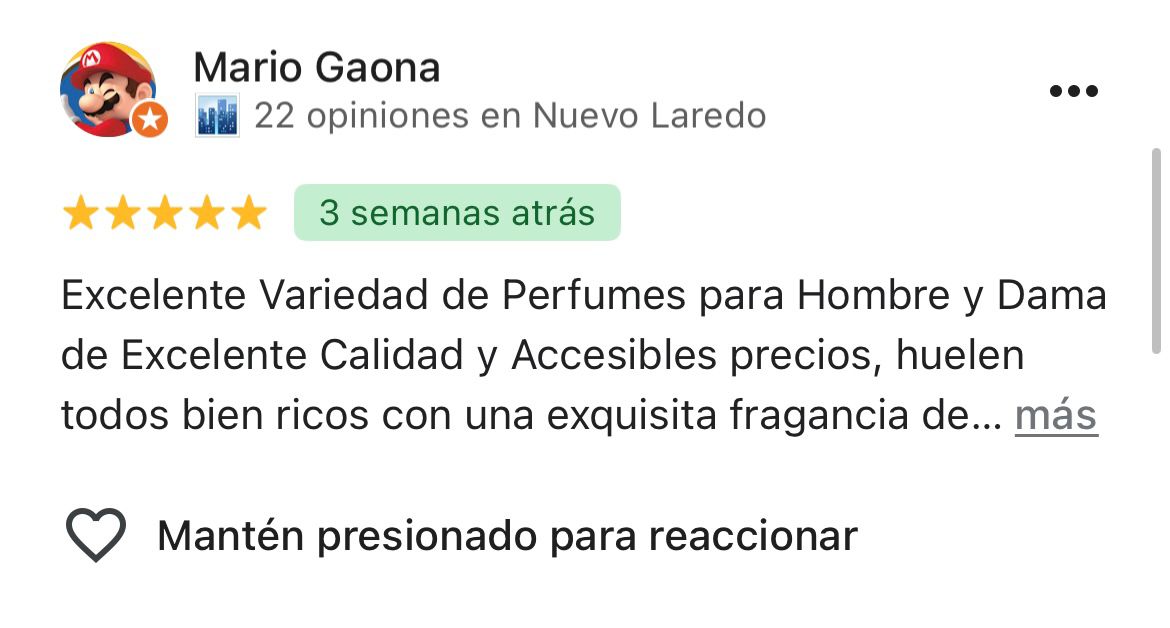 Mario Gaona
22 opiniones en Nuevo Laredo
3 semanas atrás
Excelente Variedad de Perfumes para Hombre y Dama
de Excelente Calidad y Accesibles precios, huelen
todos bien ricos con una exquisita fragancia de... más
Mantén presionado para reaccionar